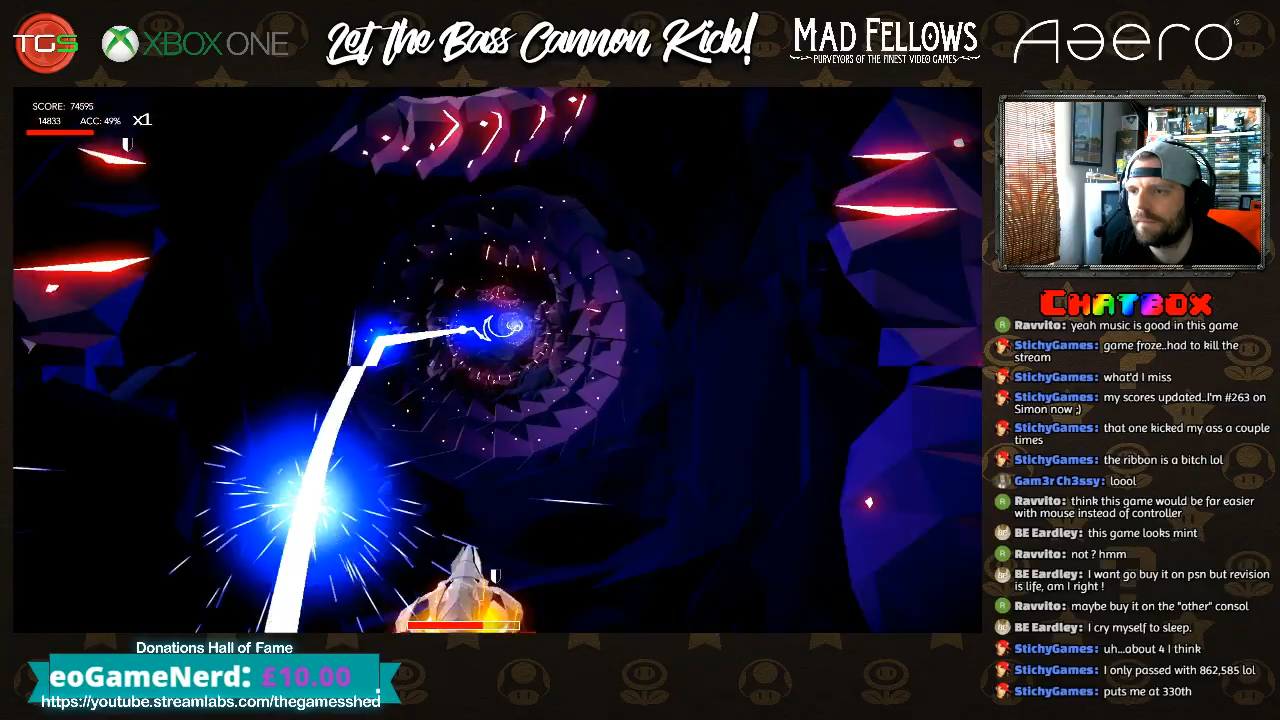 TGS XBOX ONE Let the Bass Cannon Kick! MAD FELLOWS Aaero
PURVEYORS OF THE FINEST VIDEO GAMES
SCORE: 74595
14833 ACC: 49% X1
CHATBOX
Ravvito: yeah music is good in this game
StichyGames: game froze..had to kill the
stream
StichyGames: what'd I miss
StichyGames: my scores updated..I'm #263 on
Simon now ;)
StichyGames: that one kicked my ass a couple
times
StichyGames: the ribbon is a bitch lol
Gam3r Ch3ssy: loool
Ravvito: think this game would be far easier
with mouse instead of controller
BE Eardley: this game looks mint
Ravvito: not ? hmm
BE Eardley: I want go buy it on psn but revision
is life, am I right !
Ravvito: maybe buy it on the "other" consol
BE Eardley: I cry myself to sleep.
StichyGames: uh...about 4 I think
StichyGames: I only passed with 862,585 lol
StichyGames: puts me at 330th
Donations Hall of Fame
eoGameNerd: £10.00
https://youtube.streamlabs.com/thegamesshed